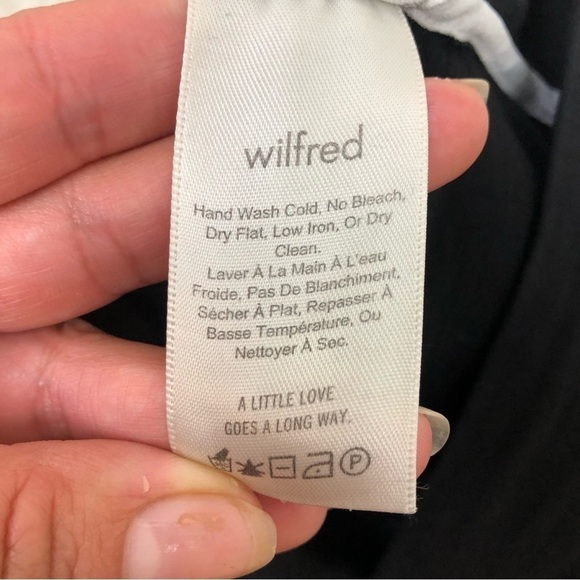 wilfred
Hand Wash Cold, No Bleach,
Dry Flat, Low Iron, Or Dry
Clean.
Laver À La Main À L'eau
Froide, Pas De Blanchiment,
Sécher À Plat, Repasser À
Basse Température, Ou
Nettoyer À Sec.
A LITTLE LOVE
GOES A LONG WAY.
P